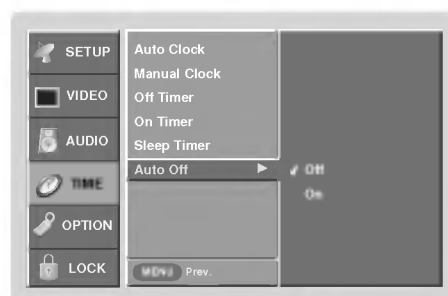 SETUP
VIDEO
AUDIO
TIME
OPTION
LOCK
Auto Clock
Manual Clock
Off Timer
On Timer
Sleep Timer
Auto Off
Off
On
MENU Prev.